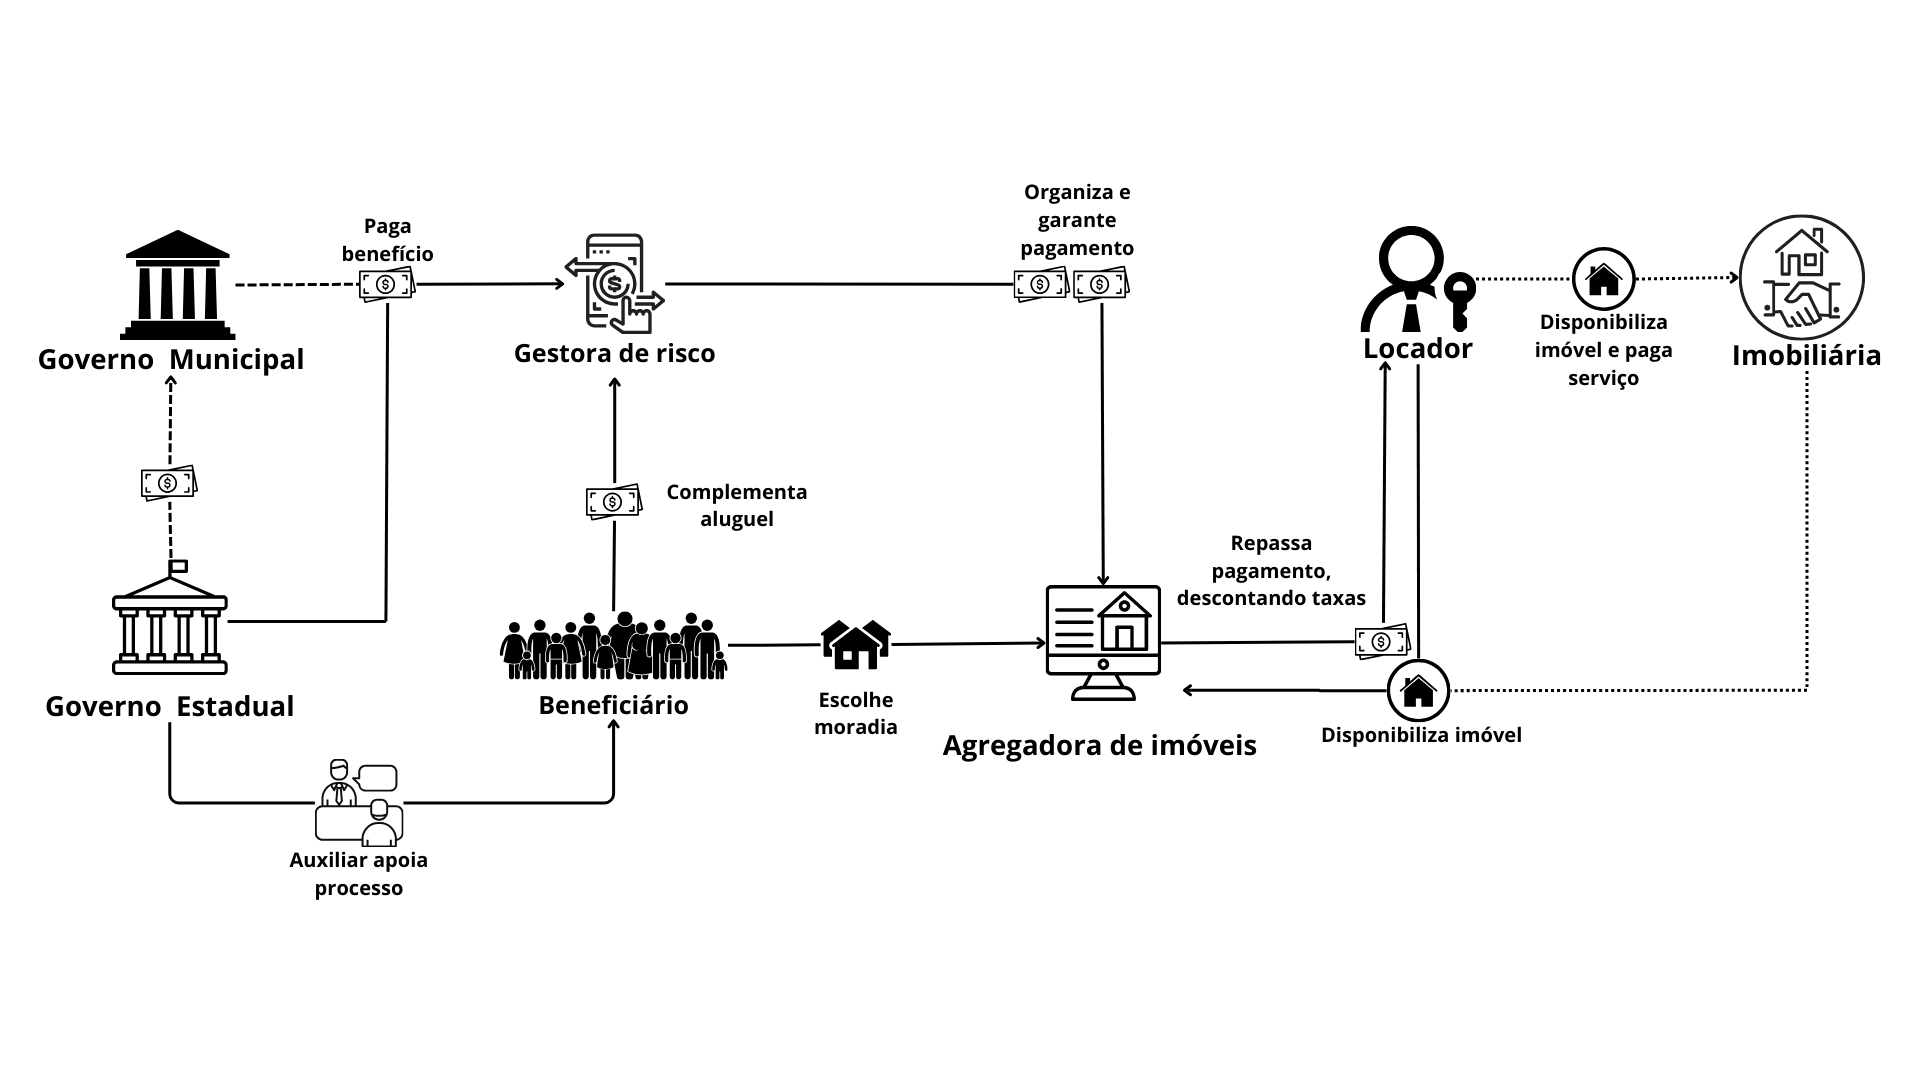 Organiza e
garante
pagamento
Paga
benefício
Governo Municipal
Gestora de risco
Locador
Disponibiliza
imóvel e paga
serviço
Imobiliária
Complementa
aluguel
Repassa
pagamento,
descontando taxas
Governo Estadual
Beneficiário
Escolhe
moradia
Agregadora de imóveis
Disponibiliza imóvel
Auxiliar apoia
processo